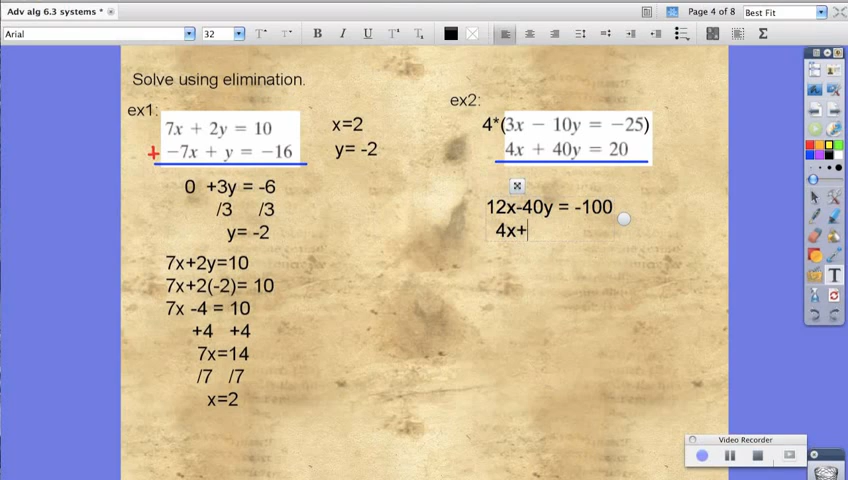 Adv alg 6.3 systems *
Page 4 of 8
Best Fit
Arial
32
B I U T T
Solve using elimination.
ex1:
7x + 2y = 10
+ -7x + y = -16
0 +3y = -6
/3 /3
y= -2
7x+2y=10
7x+2(-2)= 10
7x -4 = 10
+4 +4
7x=14
/7 /7
x=2
x=2
y= -2
ex2:
4*(3x − 10y = −25)
4x + 40y = 20
12x-40y = -100
4x+
Video Recorder